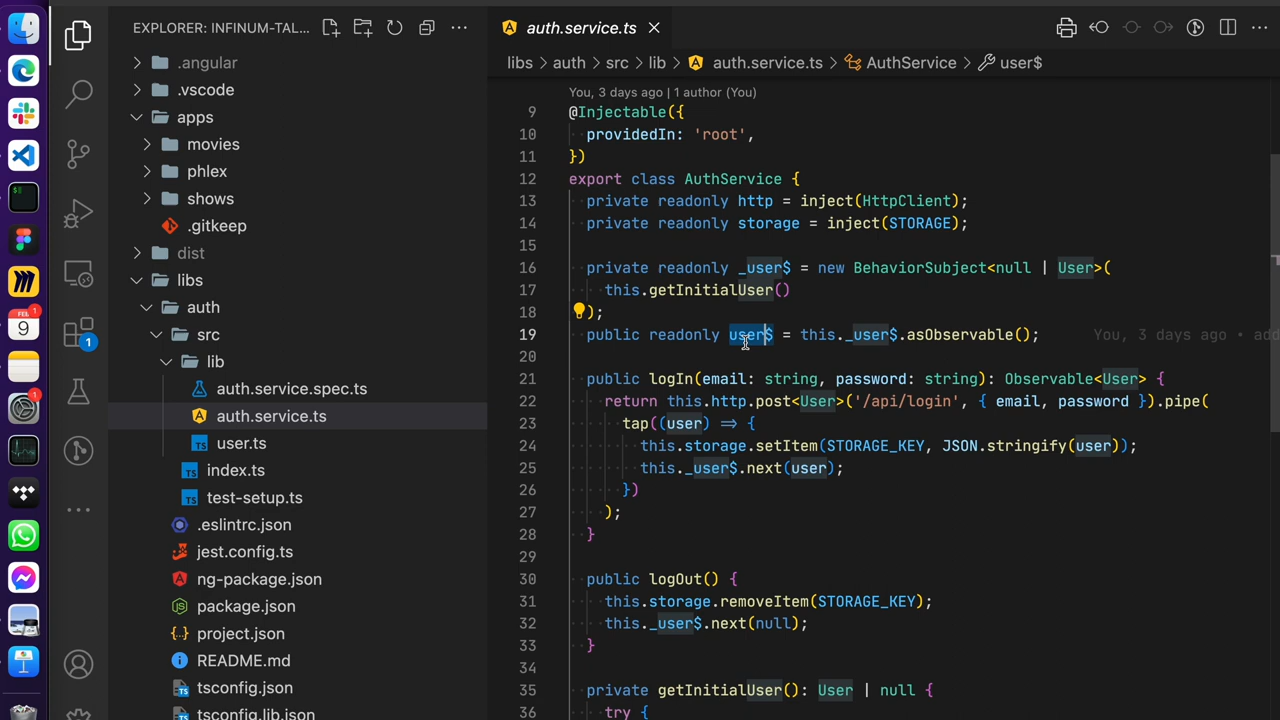 EXPLORER: INFINUM-TAL...
.angular
.vscode
apps
movies
phlex
shows
.gitkeep
dist
libs
auth
src
lib
auth.service.spec.ts
auth.service.ts
user.ts
index.ts
test-setup.ts
.eslintrc.json
jest.config.ts
ng-package.json
package.json
project.json
README.md
tsconfig.json
tsconfig.lib.json
FEB
9
1
1
1
auth.service.ts
libs > auth > src > lib > auth.service.ts > AuthService > user$
You, 3 days ago | 1 author (You)
9 @Injectable({
10 providedIn: 'root',
11 })
12 export class AuthService {
13 private readonly http = inject(HttpClient);
14 private readonly storage = inject(STORAGE);
15
16 private readonly _user$ = new BehaviorSubject<null | User>(
17 this.getInitialUser()
18 );
19 public readonly user$ = this._user$.asObservable(); You, 3 days ago • add
20
21 public logIn(email: string, password: string): Observable<User> {
22 return this.http.post<User>('/api/login', { email, password }).pipe(
23 tap((user) => {
24 this.storage.setItem(STORAGE_KEY, JSON.stringify(user));
25 this._user$.next(user);
26 })
27 );
28 }
29
30 public logOut() {
31 this.storage.removeItem(STORAGE_KEY);
32 this._user$.next(null);
33 }
34
35 private getInitialUser(): User | null {
36 try {